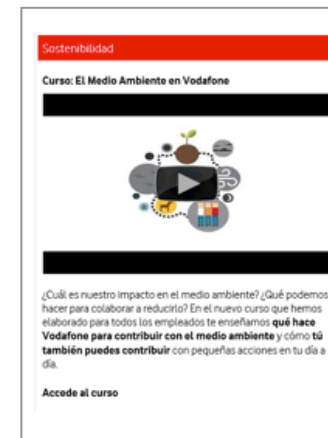 Sostenibilidad
Curso: El Medio Ambiente en Vodafone
¿Cuál es nuestro impacto en el medio ambiente? ¿Qué podemos
hacer para colaborar a reducirlo? En el nuevo curso que hemos
elaborado para todos los empleados te enseñamos qué hace
Vodafone para contribuir con el medio ambiente y cómo tú
también puedes contribuir con pequeñas acciones en tu día a
día.
Accede al curso